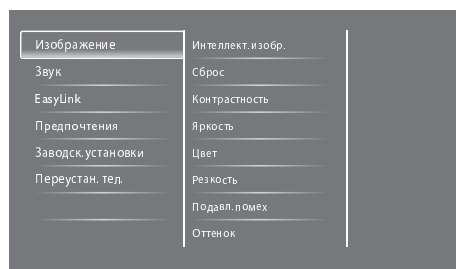 Изображение
Звук
EasyLink
Предпочтения
Заводск.установки
Переустан. тел.
Интеллект.изобр.
Сброс
Контрастность
Яркость
Цвет
Резкость
Подавл.помех
Оттенок